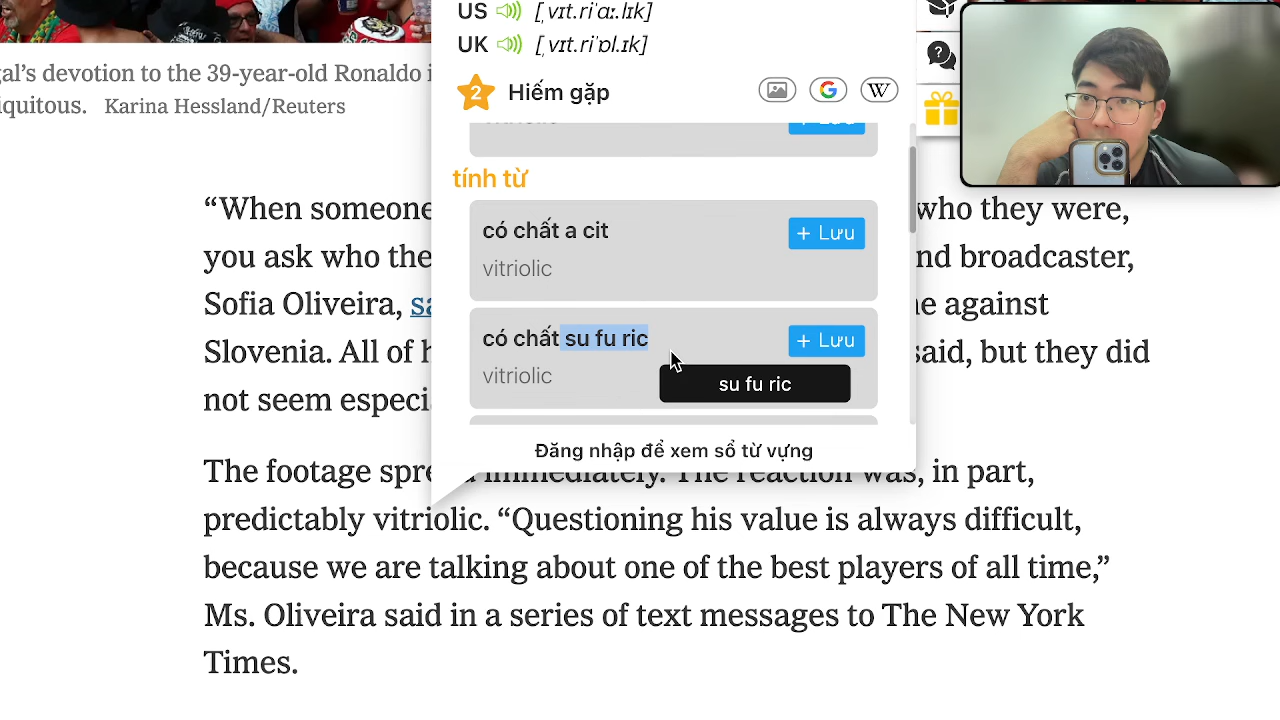 US [ˌvɪt.riˈɑː.lɪk]
UK [ˌvɪt.riˈɒl.ɪk]
gal’s devotion to the 39-year-old Ronaldo i
iquitous. Karina Hessland/Reuters
2 Hiếm gặp G W
+ Lưu
tính từ
có chất a cit + Lưu
vitriolic
có chất su fu ric + Lưu
vitriolic
su fu ric
Đăng nhập để xem sổ từ vựng
“When someone who they were,
you ask who the nd broadcaster,
Sofia Oliveira, sa e against
Slovenia. All of h said, but they did
not seem especi
The footage spre immediately. The reaction was, in part,
predictably vitriolic. “Questioning his value is always difficult,
because we are talking about one of the best players of all time,”
Ms. Oliveira said in a series of text messages to The New York
Times.